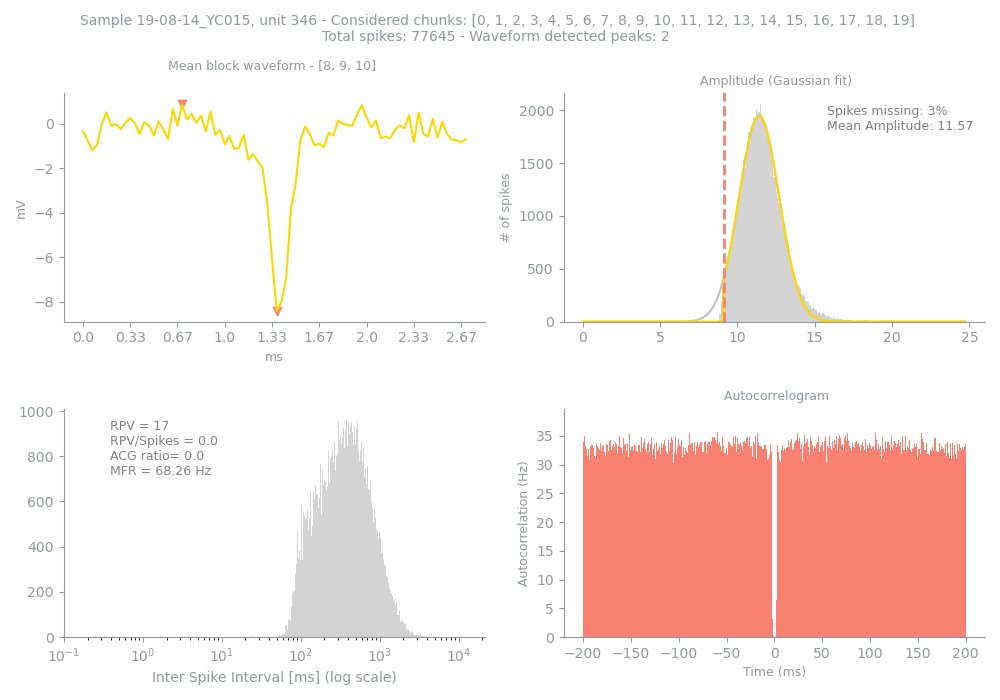 Sample 19-08-14_YC015, unit 346 - Considered chunks: [0, 1, 2, 3, 4, 5, 6, 7, 8, 9, 10, 11, 12, 13, 14, 15, 16, 17, 18, 19]
Total spikes: 77645 - Waveform detected peaks: 2
Mean block waveform - [8, 9, 10]
0
−2
−4
−6
−8
mV
0.0 0.33 0.67 1.0 1.33 1.67 2.0 2.33 2.67
ms
Amplitude (Gaussian fit)
Spikes missing: 3%
Mean Amplitude: 11.57
2000
1500
1000
500
0
# of spikes
0 5 10 15 20 25
1000
800
600
400
200
0
RPV = 17
RPV/Spikes = 0.0
ACG ratio= 0.0
MFR = 68.26 Hz
10⁻¹ 10⁰ 10¹ 10² 10³ 10⁴
Inter Spike Interval [ms] (log scale)
Autocorrelogram
35
30
25
20
15
10
5
0
Autocorrelation (Hz)
−200 −150 −100 −50 0 50 100 150 200
Time (ms)